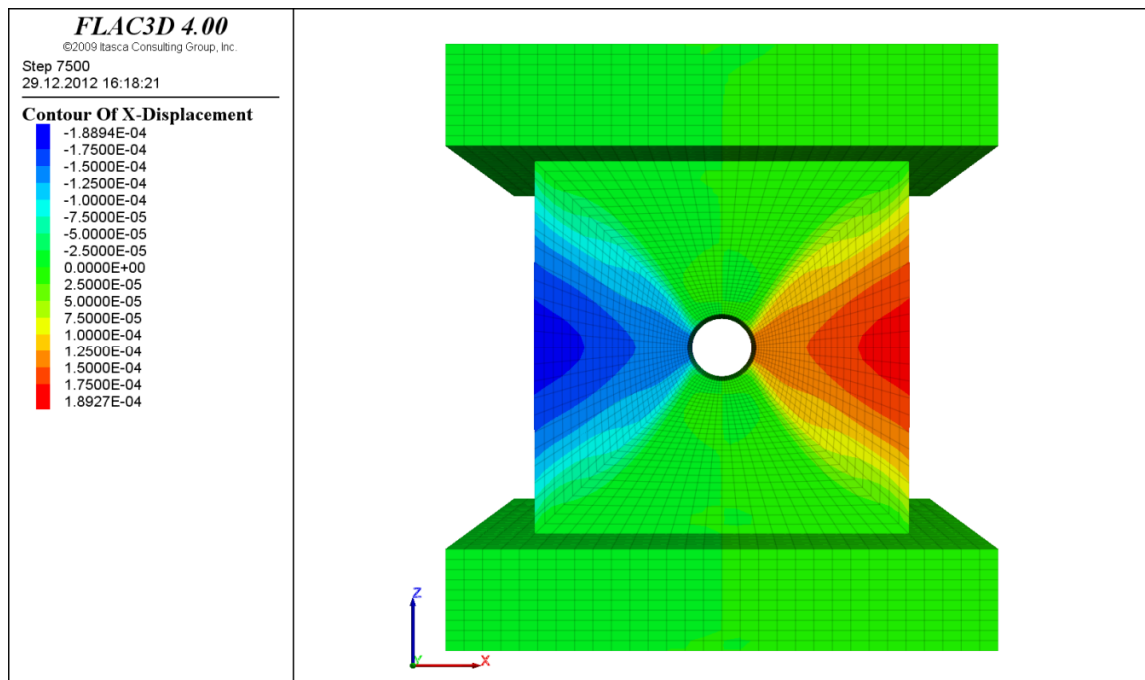 FLAC3D 4.00
©2009 Itasca Consulting Group, Inc.
Step 7500
29.12.2012 16:18:21
Contour Of X-Displacement
-1.8894E-04
-1.7500E-04
-1.5000E-04
-1.2500E-04
-1.0000E-04
-7.5000E-05
-5.0000E-05
-2.5000E-05
0.0000E+00
2.5000E-05
5.0000E-05
7.5000E-05
1.0000E-04
1.2500E-04
1.5000E-04
1.7500E-04
1.8927E-04
Z
Y
X